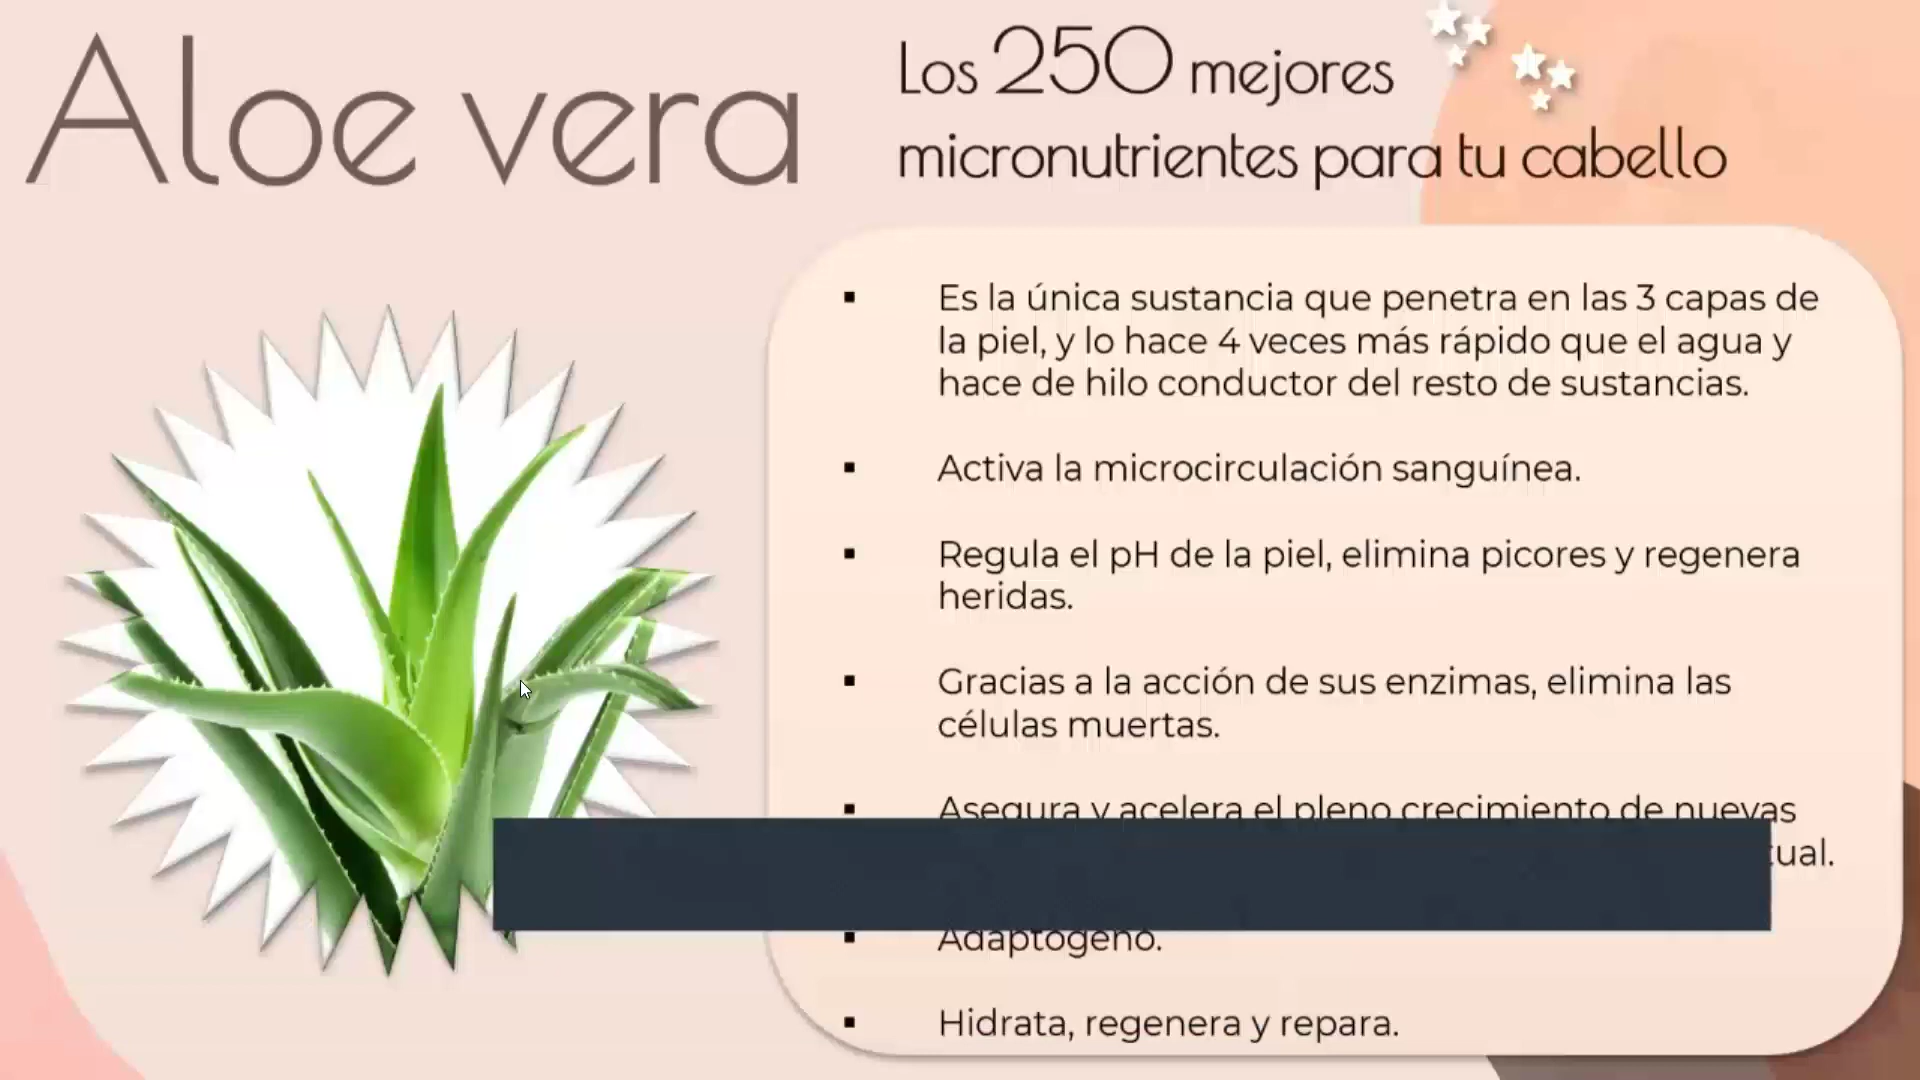 Aloe vera
Los 250 mejores
micronutrientes para tu cabello
▪ Es la única sustancia que penetra en las 3 capas de
la piel, y lo hace 4 veces más rápido que el agua y
hace de hilo conductor del resto de sustancias.
▪ Activa la microcirculación sanguínea.
▪ Regula el pH de la piel, elimina picores y regenera
heridas.
▪ Gracias a la acción de sus enzimas, elimina las
células muertas.
▪ Asegura y acelera el pleno crecimiento de nuevas
tual.
▪ Adaptógeno.
▪ Hidrata, regenera y repara.